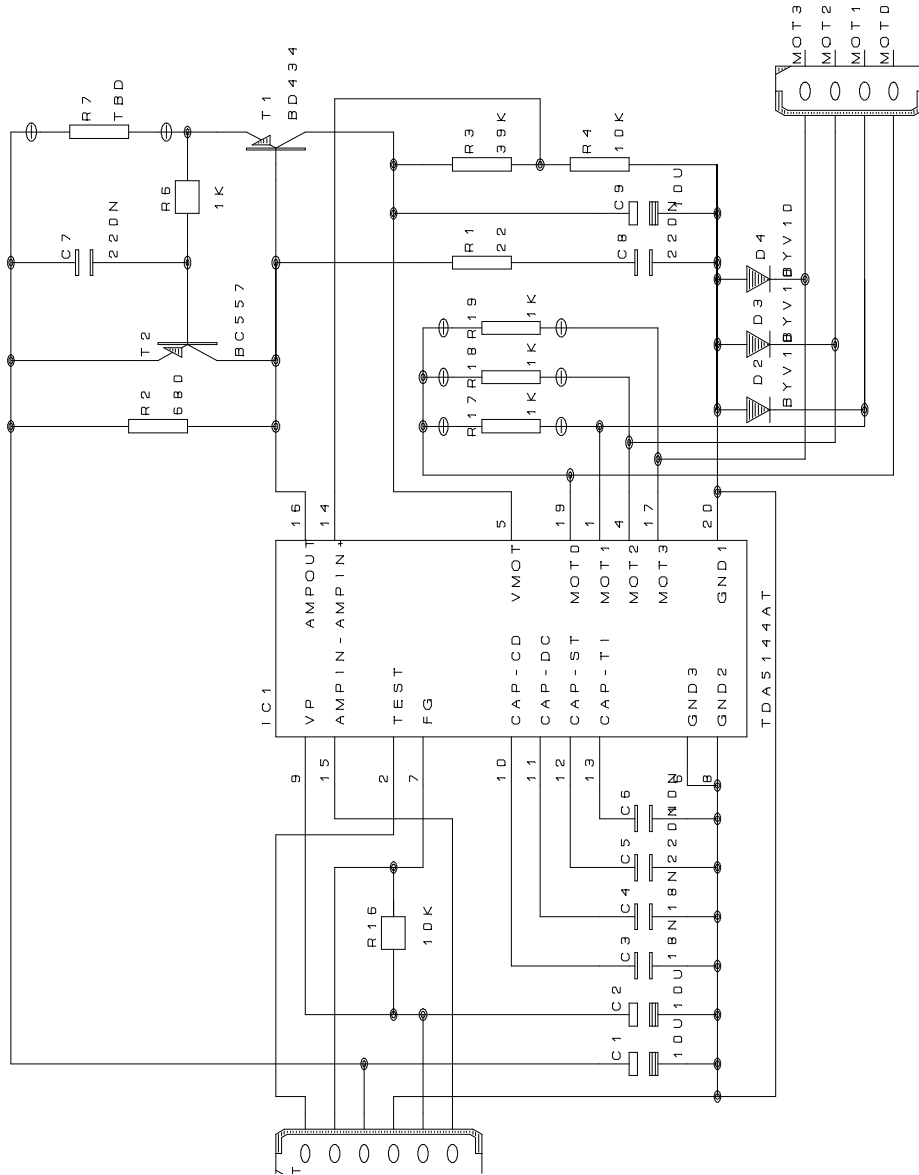 R7
TBD
T1
BD434
R6
1K
C7
220N
T2
BC557
R2
680
R3
39K
R4
10K
C9
10U
C8
220N
R1
22
R19
1K
R18
1K
R17
1K
D4
BYV10
D3
BYV10
D2
BYV10
MOT3
MOT2
MOT1
MOT0
16
14
5
19
1
4
17
20
AMPOUT
AMPIN+
VMOT
MOT0
MOT1
MOT2
MOT3
GND1
IC1
TDA5144AT
VP
AMPIN-
TEST
FG
CAP-CD
CAP-DC
CAP-ST
CAP-TI
GND3
GND2
9
15
2
7
10
11
12
13
6
8
R16
10K
C6
10N
C5
220N
C4
18N
C3
18N
C2
10U
C1
10U